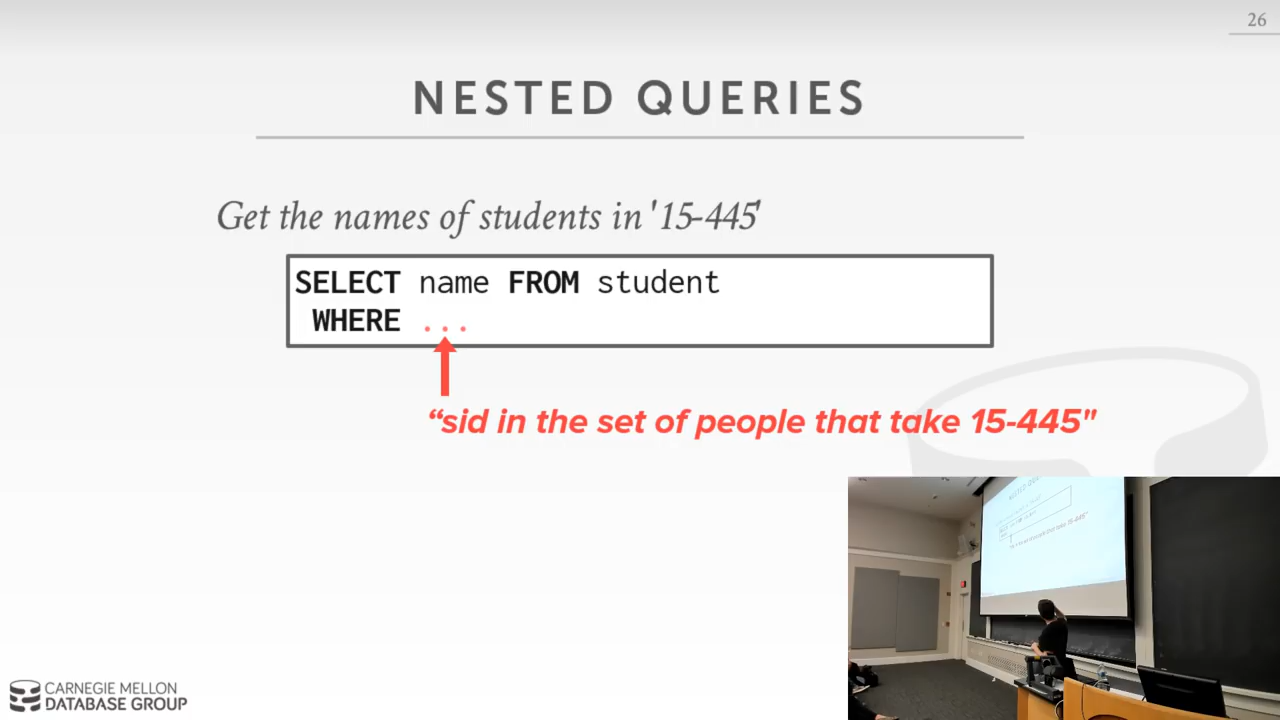 26
NESTED QUERIES
Get the names of students in '15-445'
SELECT name FROM student
WHERE ...
“sid in the set of people that take 15-445"
CARNEGIE MELLON
DATABASE GROUP